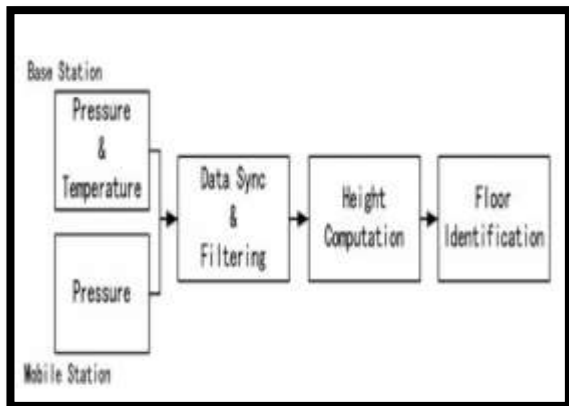 Base Station
Pressure
&
Temperature
Pressure
Mobile Station
Data Sync
&
Filtering
Height
Computation
Floor
Identification